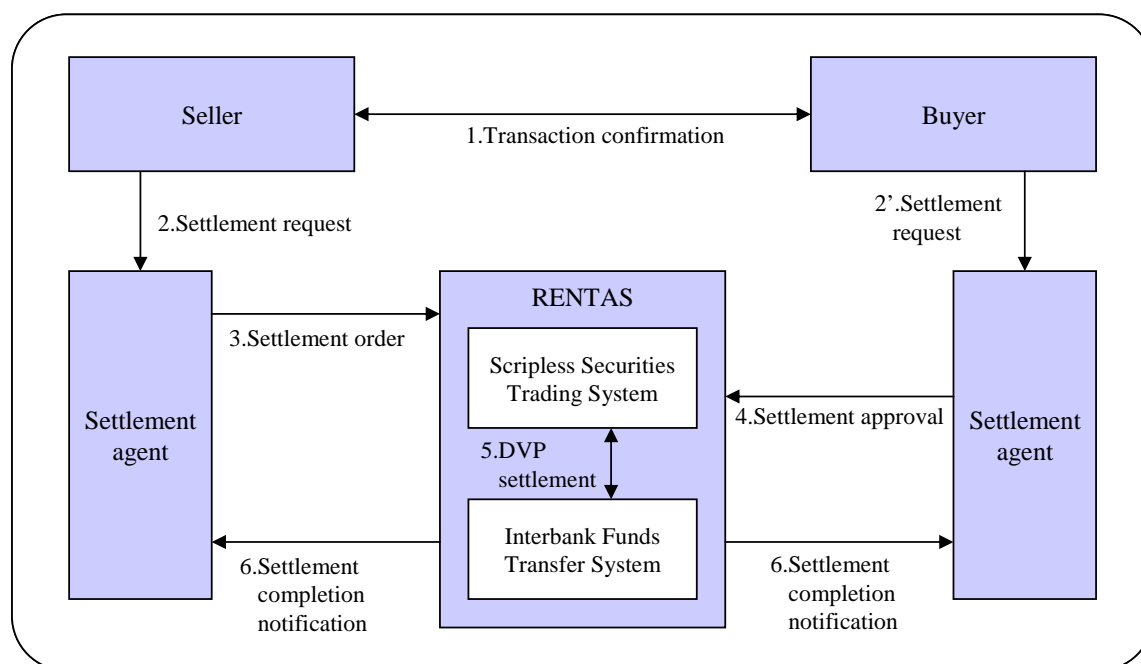 Seller
Buyer
1.Transaction confirmation
2.Settlement request
2’.Settlement
request
RENTAS
3.Settlement order
Scripless Securities
Trading System
4.Settlement approval
Settlement
agent
Settlement
agent
5.DVP
settlement
Interbank Funds
Transfer System
6.Settlement
completion
notification
6.Settlement
completion
notification